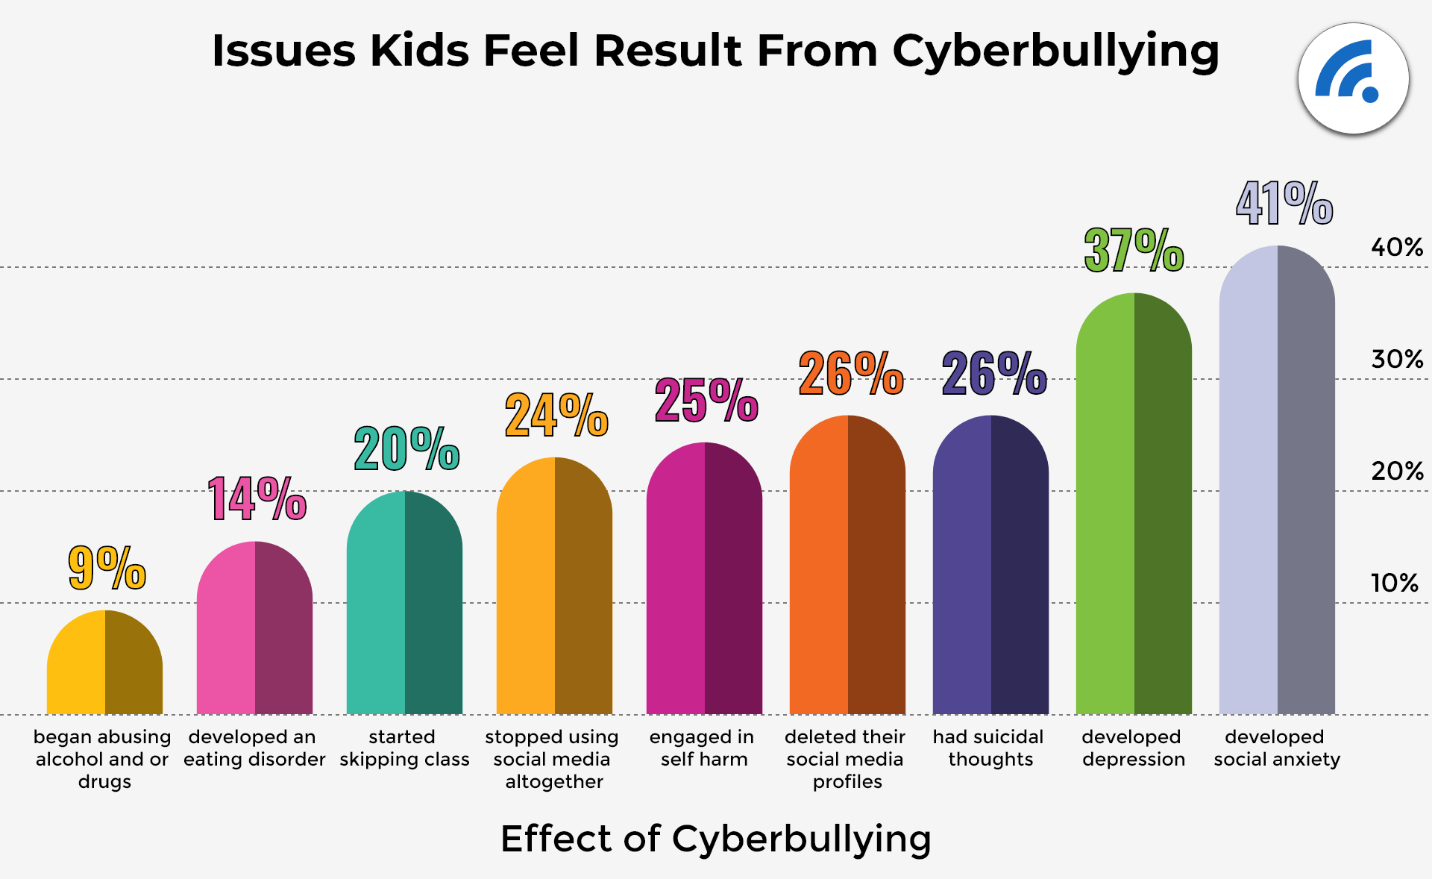 Issues Kids Feel Result From Cyberbullying
41%
37%
40%
26%
26%
30%
25%
24%
20%
20%
14%
9%
10%
began abusing
alcohol and or
drugs
developed an
eating disorder
started
skipping class
stopped using
social media
altogether
engaged in
self harm
deleted their
social media
profiles
had suicidal
thoughts
developed
depression
developed
social anxiety
Effect of Cyberbullying